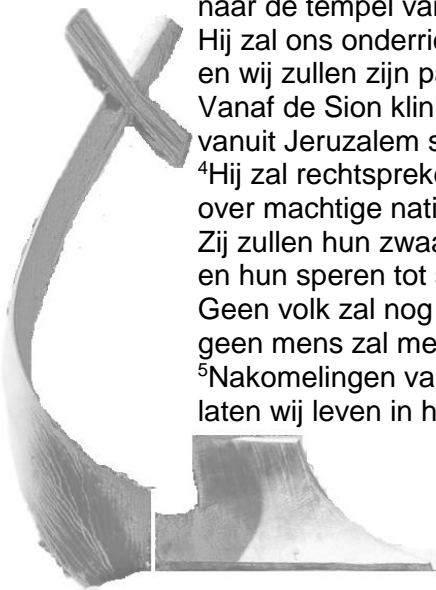 naar de tempel van
Hij zal ons onderri
en wij zullen zijn pa
Vanaf de Sion klin
vanuit Jeruzalem s
⁴Hij zal rechtspreke
over machtige nati
Zij zullen hun zwaa
en hun speren tot s
Geen volk zal nog
geen mens zal me
⁵Nakomelingen va
laten wij leven in h